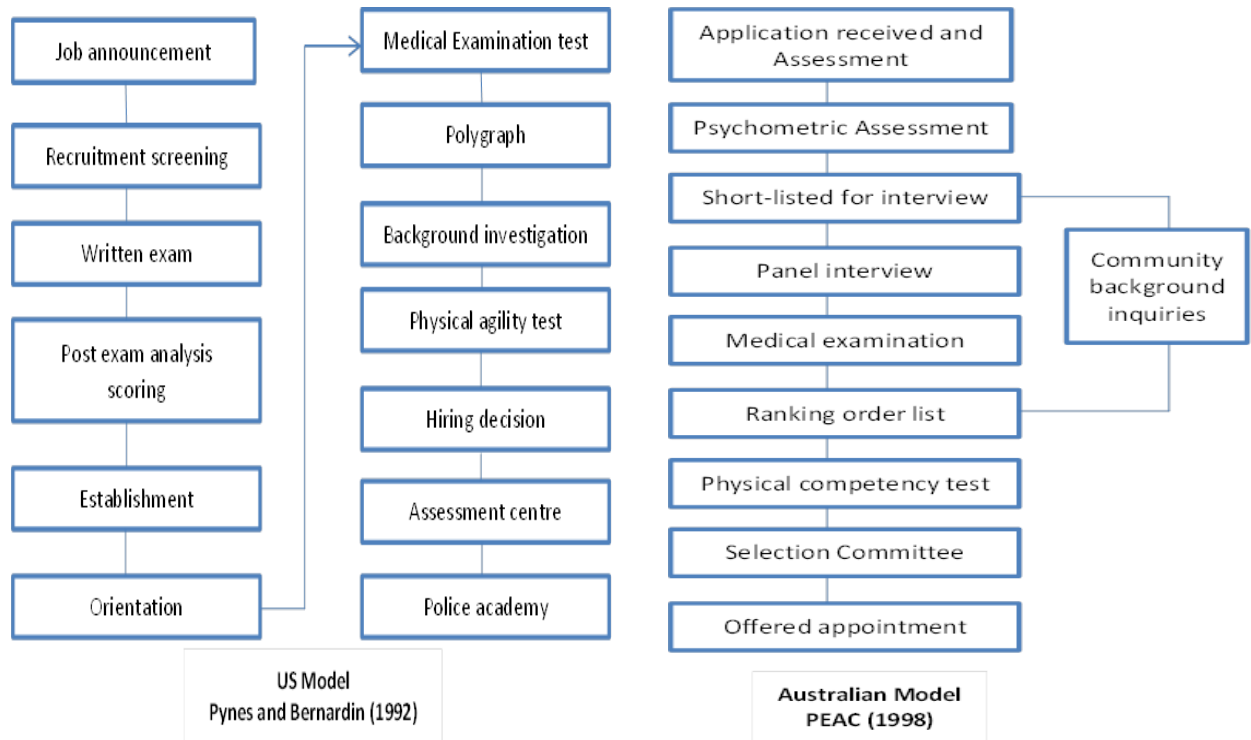 Job announcement
Recruitment screening
Written exam
Post exam analysis
scoring
Establishment
Orientation
Medical Examination test
Polygraph
Background investigation
Physical agility test
Hiring decision
Assessment centre
Police academy
US Model
Pynes and Bernardin (1992)
Application received and
Assessment
Psychometric Assessment
Short-listed for interview
Panel interview
Medical examination
Ranking order list
Physical competency test
Selection Committee
Offered appointment
Community
background
inquiries
Australian Model
PEAC (1998)